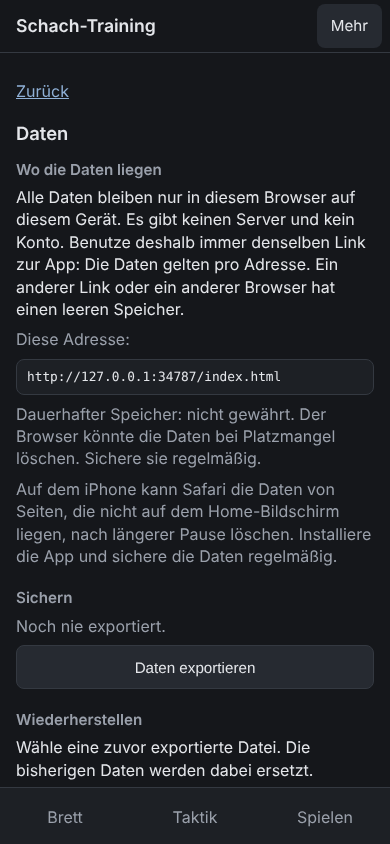 Schach-Training
Mehr
Zurück
Daten
Wo die Daten liegen
Alle Daten bleiben nur in diesem Browser auf
diesem Gerät. Es gibt keinen Server und kein
Konto. Benutze deshalb immer denselben Link
zur App: Die Daten gelten pro Adresse. Ein
anderer Link oder ein anderer Browser hat
einen leeren Speicher.
Diese Adresse:
http://127.0.0.1:34787/index.html
Dauerhafter Speicher: nicht gewährt. Der
Browser könnte die Daten bei Platzmangel
löschen. Sichere sie regelmäßig.
Auf dem iPhone kann Safari die Daten von
Seiten, die nicht auf dem Home-Bildschirm
liegen, nach längerer Pause löschen. Installiere
die App und sichere die Daten regelmäßig.
Sichern
Noch nie exportiert.
Daten exportieren
Wiederherstellen
Wähle eine zuvor exportierte Datei. Die
bisherigen Daten werden dabei ersetzt.
Brett
Taktik
Spielen